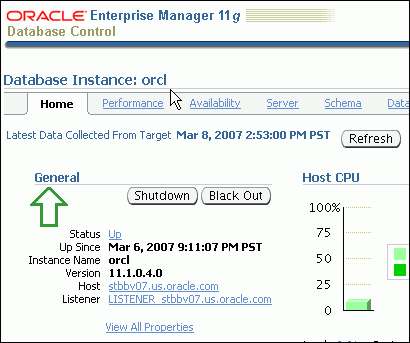 ORACLE Enterprise Manager 11g
Database Control
Database Instance: orcl
Home Performance Availability Server Schema Data
Latest Data Collected From Target Mar 8, 2007 2:53:00 PM PST Refresh
General Host CPU
Shutdown Black Out
Status Up
Up Since Mar 6, 2007 9:11:07 PM PST
Instance Name orcl
Version 11.1.0.4.0
Host stbbv07.us.oracle.com
Listener LISTENER_stbbv07.us.oracle.com
View All Properties
100%
75
50
25
0